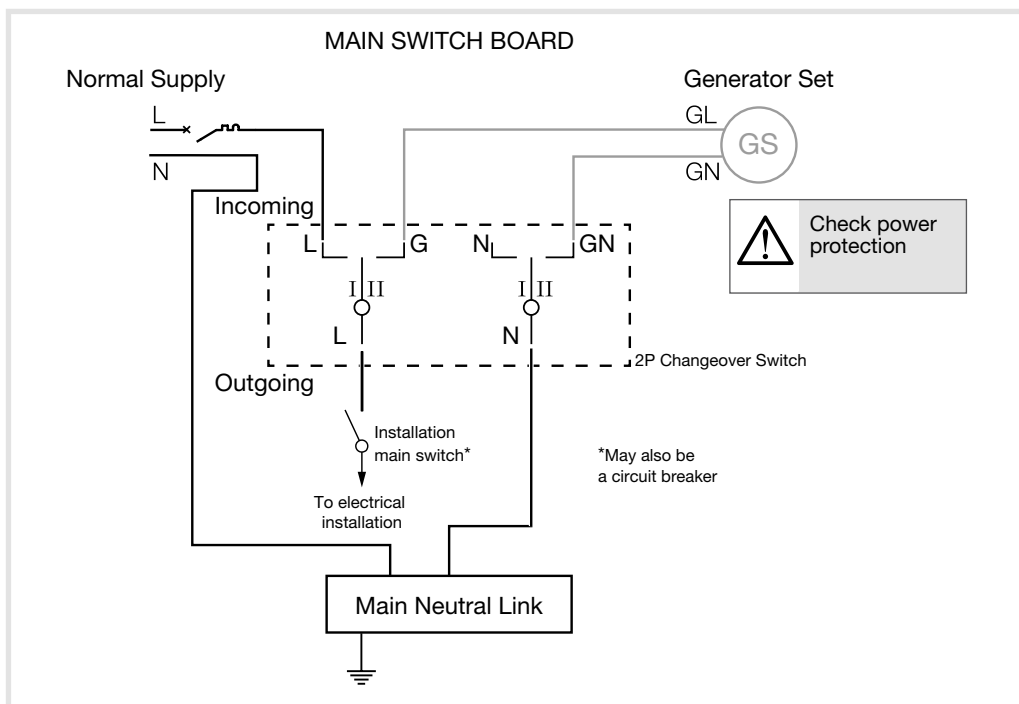 MAIN SWITCH BOARD
Normal Supply
Generator Set
L
GL
GS
N
GN
Incoming
Check power
protection
L
G
N
GN
I II
I II
L
N
2P Changeover Switch
Outgoing
Installation
main switch*
*May also be
a circuit breaker
To electrical
installation
Main Neutral Link